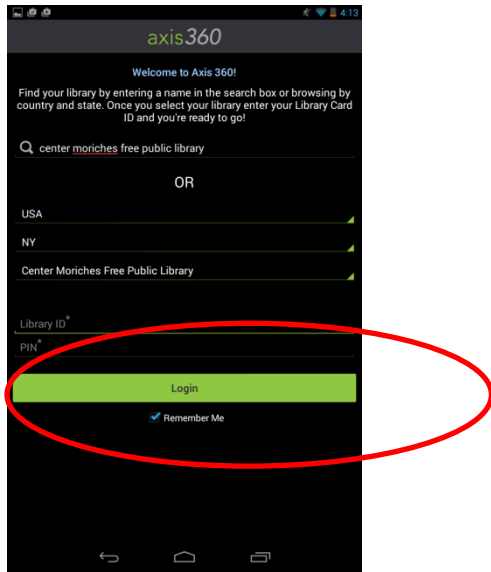 4:13
axis360
Welcome to Axis 360!
Find your library by entering a name in the search box or browsing by
country and state. Once you select your library enter your Library Card
ID and you're ready to go!
center moriches free public library
OR
USA
NY
Center Moriches Free Public Library
Library ID*
PIN*
Login
Remember Me